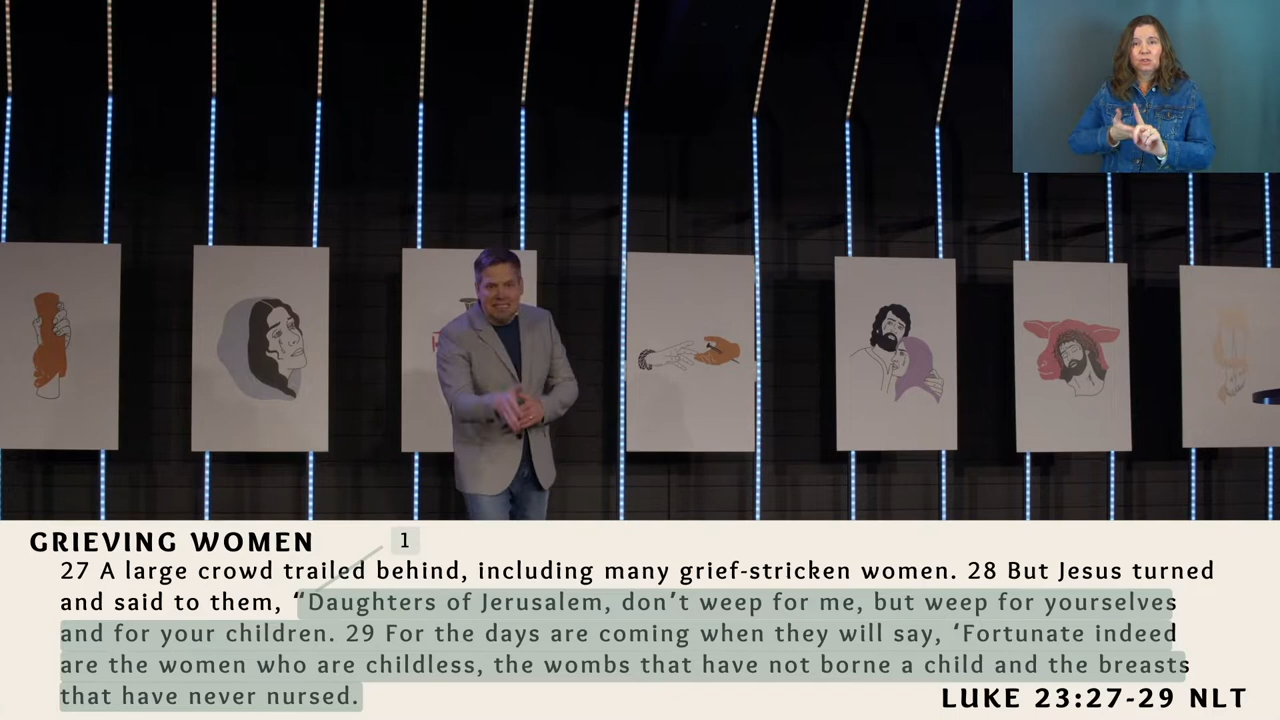 GRIEVING WOMEN
1
27 A large crowd trailed behind, including many grief-stricken women. 28 But Jesus turned
and said to them, “Daughters of Jerusalem, don’t weep for me, but weep for yourselves
and for your children. 29 For the days are coming when they will say, ‘Fortunate indeed
are the women who are childless, the wombs that have not borne a child and the breasts
that have never nursed.
LUKE 23:27-29 NLT